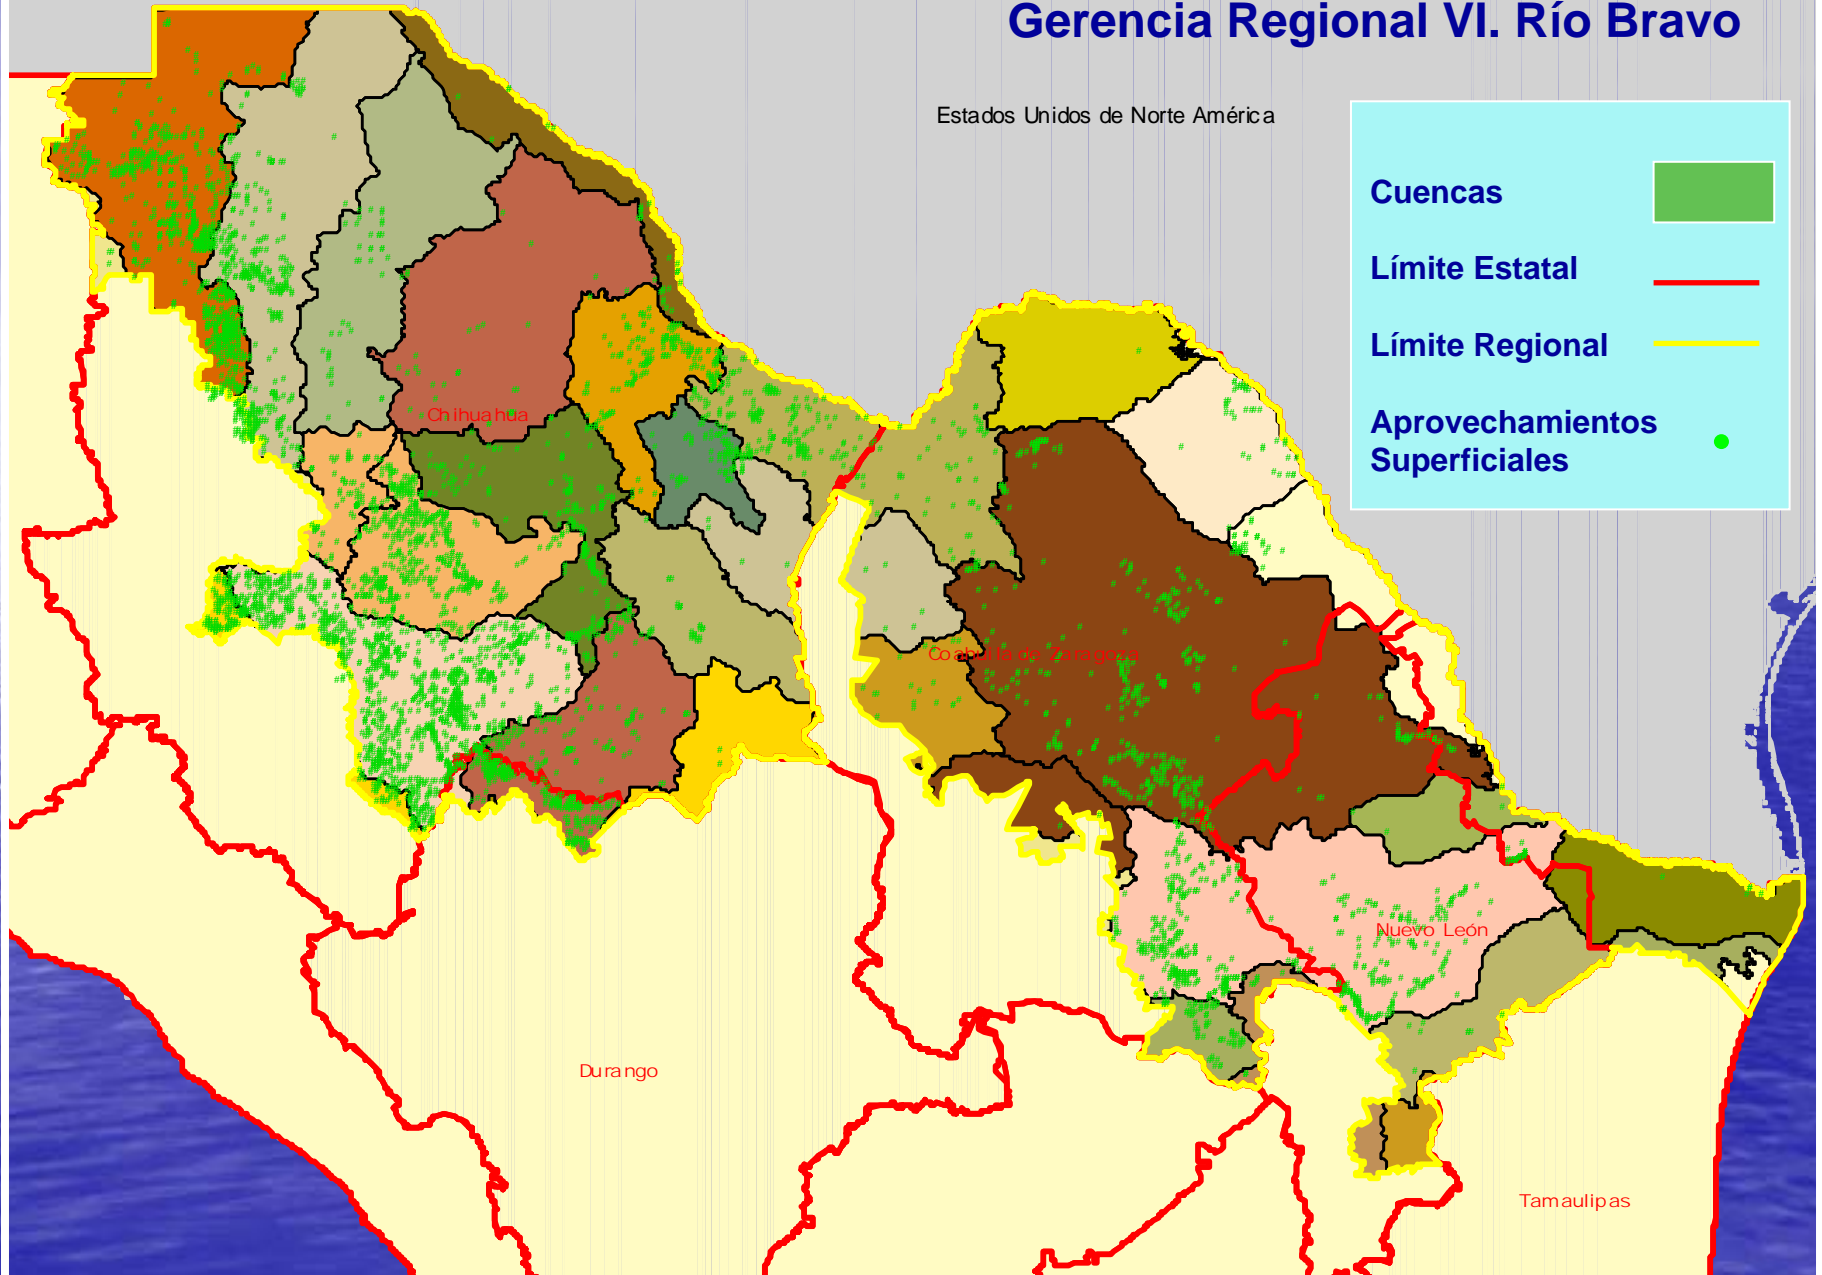 Gerencia Regional VI. Río Bravo
Estados Unidos de Norte América
Cuencas
Límite Estatal
Límite Regional
Aprovechamientos
Superficiales
Chihuahua
Coahuila de Zaragoza
Nuevo León
Durango
Tamaulipas